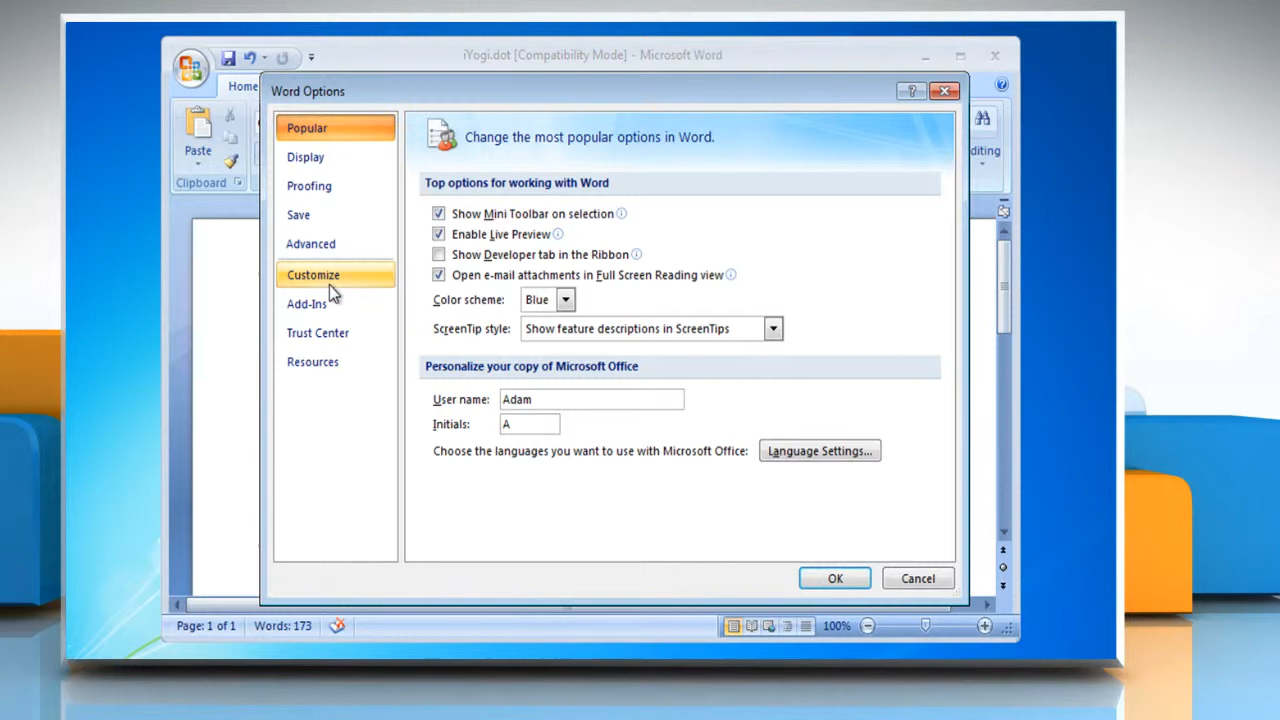 iYogi.dot [Compatibility Mode] - Microsoft Word
Home
Paste
Clipboard
Word Options
?
Popular
Display
Proofing
Save
Advanced
Customize
Add-Ins
Trust Center
Resources
Change the most popular options in Word.
Top options for working with Word
Show Mini Toolbar on selection
Enable Live Preview
Show Developer tab in the Ribbon
Open e-mail attachments in Full Screen Reading view
Color scheme: Blue
ScreenTip style: Show feature descriptions in ScreenTips
Personalize your copy of Microsoft Office
User name: Adam
Initials: A
Choose the languages you want to use with Microsoft Office: Language Settings...
OK Cancel
diting
Page: 1 of 1 Words: 173 100%